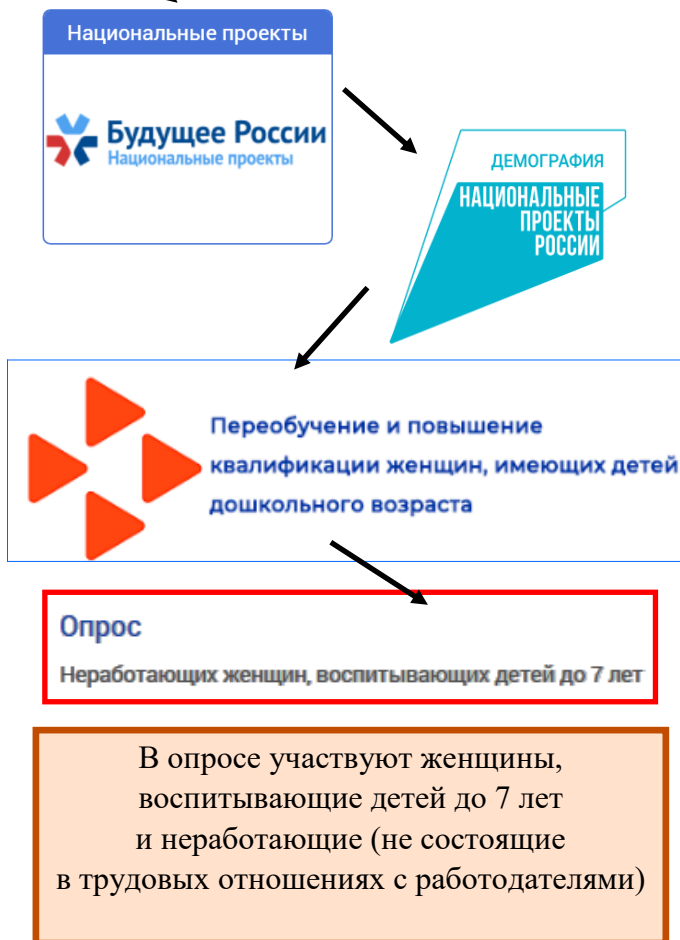 Национальные проекты
Будущее России
Национальные проекты
ДЕМОГРАФИЯ
НАЦИОНАЛЬНЫЕ
ПРОЕКТЫ
РОССИИ
Переобучение и повышение
квалификации женщин, имеющих детей
дошкольного возраста
Опрос
Неработающих женщин, воспитывающих детей до 7 лет
В опросе участвуют женщины,
воспитывающие детей до 7 лет
и неработающие (не состоящие
в трудовых отношениях с работодателями)